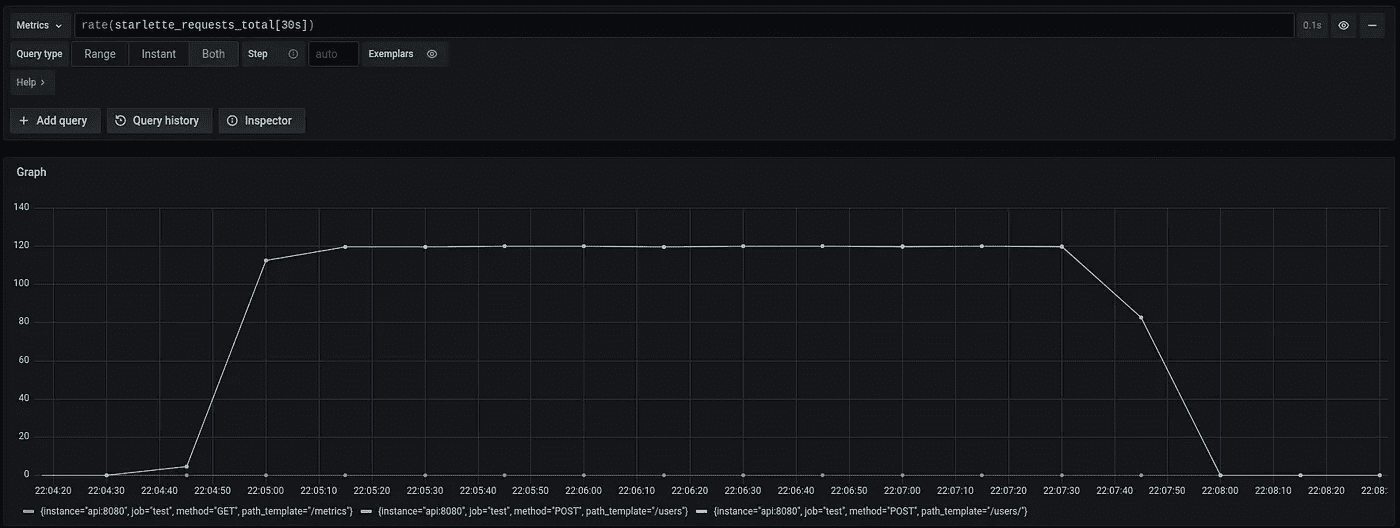 Metrics rate(starlette_requests_total[30s]) 0.1s
Query type Range Instant Both Step auto Exemplars
Help >
+ Add query Query history Inspector
Graph
140
120
100
80
60
40
20
0
22:04:20 22:04:30 22:04:40 22:04:50 22:05:00 22:05:10 22:05:20 22:05:30 22:05:40 22:05:50 22:06:00 22:06:10 22:06:20 22:06:30 22:06:40 22:06:50 22:07:00 22:07:10 22:07:20 22:07:30 22:07:40 22:07:50 22:08:00 22:08:10 22:08:20 22:08:
{instance="api:8080", job="test", method="GET", path_template="/metrics"} {instance="api:8080", job="test", method="POST", path_template="/users"} {instance="api:8080", job="test", method="POST", path_template="/users/"}